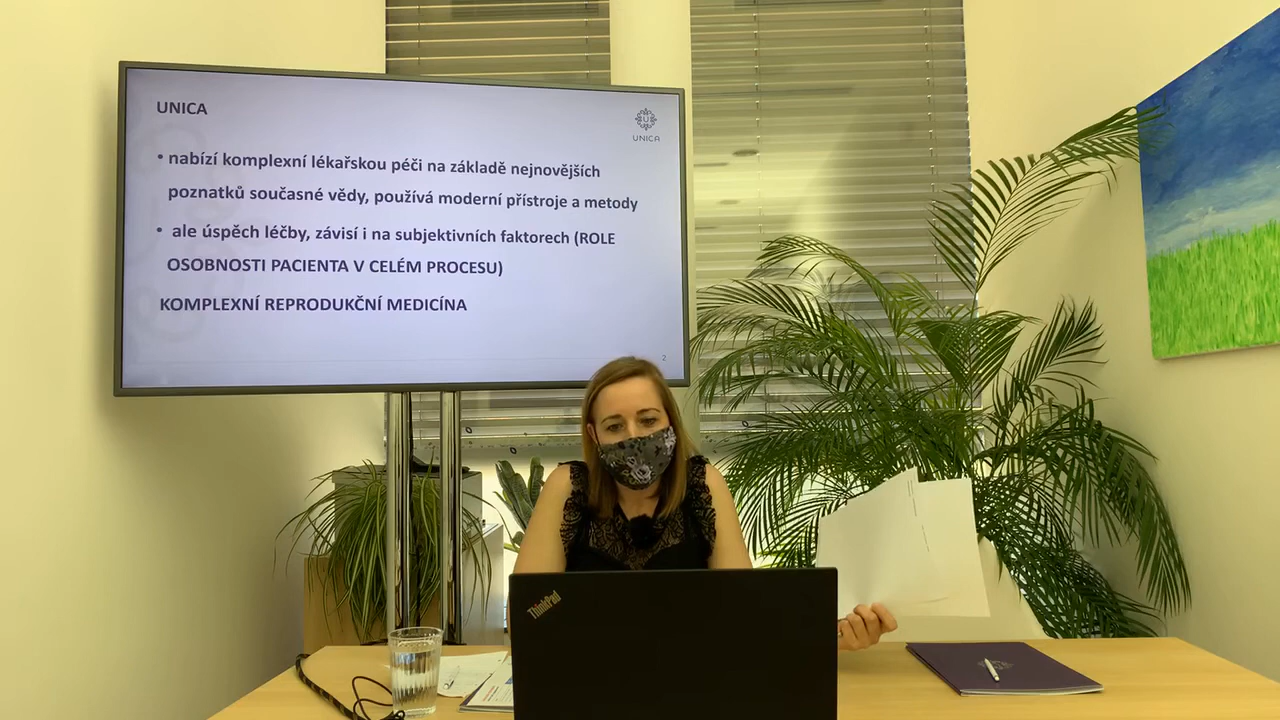 UNICA
U
UNICA
• nabízí komplexní lékařskou péči na základě nejnovějších
poznatků současné vědy, používá moderní přístroje a metody
• ale úspěch léčby, závisí i na subjektivních faktorech (ROLE
OSOBNOSTI PACIENTA V CELÉM PROCESU)
KOMPLEXNÍ REPRODUKČNÍ MEDICÍNA
2
ThinkPad